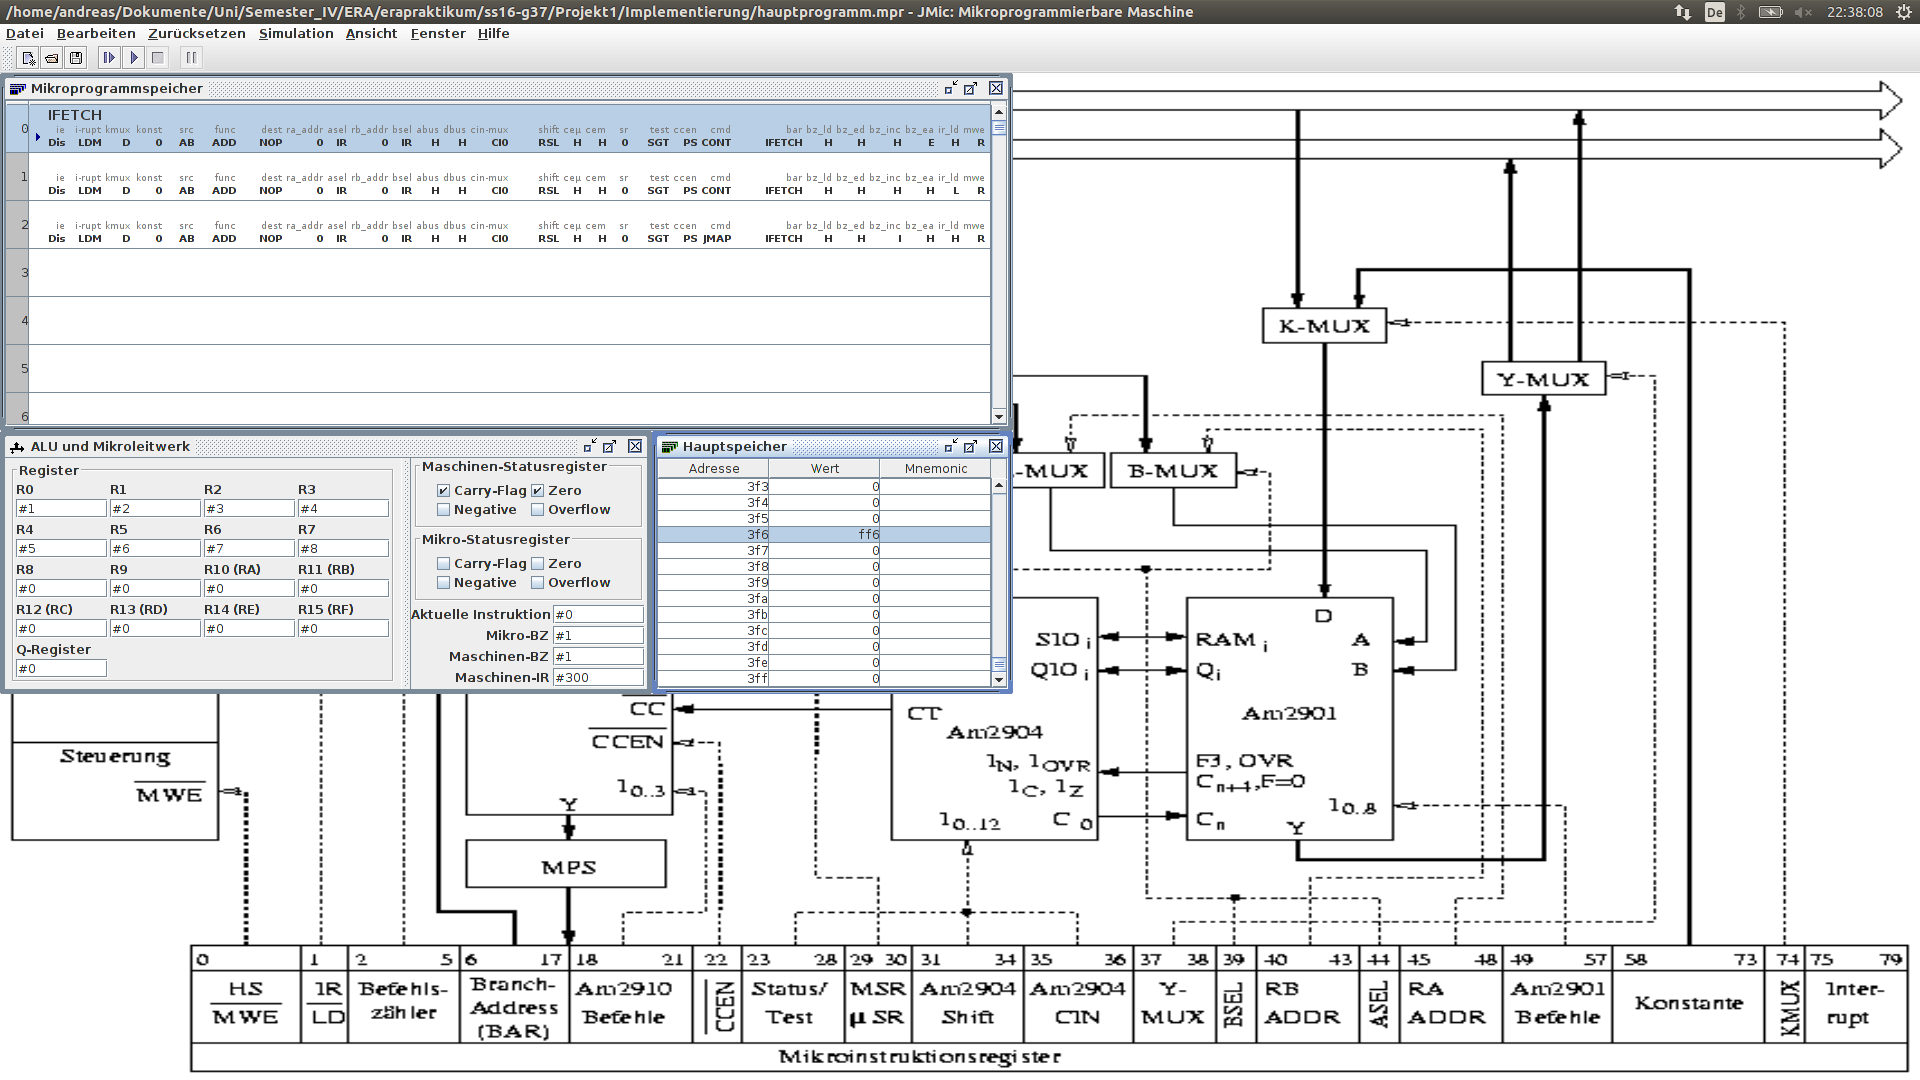 /home/andreas/Dokumente/Uni/Semester_IV/ERA/erapraktikum/ss16-g37/Projekt1/Implementierung/hauptprogramm.mpr - JMic: Mikroprogrammierbare Maschine
De
22:38:08
Datei Bearbeiten Zurücksetzen Simulation Ansicht Fenster Hilfe
Mikroprogrammspeicher
IFETCH
0 ie i-rupt kmux konst src func dest ra_addr asel rb_addr bsel abus dbus cin-mux shift ceµ cem sr test ccen cmd bar bz_ld bz_ed bz_inc bz_ea ir_ld mwe
Dis LDM D 0 AB ADD NOP 0 IR 0 IR H H CI0 RSL H H 0 SGT PS CONT IFETCH H H H E H R
1 ie i-rupt kmux konst src func dest ra_addr asel rb_addr bsel abus dbus cin-mux shift ceµ cem sr test ccen cmd bar bz_ld bz_ed bz_inc bz_ea ir_ld mwe
Dis LDM D 0 AB ADD NOP 0 IR 0 IR H H CI0 RSL H H 0 SGT PS CONT IFETCH H H H H L R
2 ie i-rupt kmux konst src func dest ra_addr asel rb_addr bsel abus dbus cin-mux shift ceµ cem sr test ccen cmd bar bz_ld bz_ed bz_inc bz_ea ir_ld mwe
Dis LDM D 0 AB ADD NOP 0 IR 0 IR H H CI0 RSL H H 0 SGT PS JMAP IFETCH H H I H H R
3
4
5
6
ALU und Mikroleitwerk
Register
R0 R1 R2 R3
#1 #2 #3 #4
R4 R5 R6 R7
#5 #6 #7 #8
R8 R9 R10 (RA) R11 (RB)
#0 #0 #0 #0
R12 (RC) R13 (RD) R14 (RE) R15 (RF)
#0 #0 #0 #0
Q-Register
#0
Maschinen-Statusregister
Carry-Flag Zero
Negative Overflow
Mikro-Statusregister
Carry-Flag Zero
Negative Overflow
Aktuelle Instruktion #0
Mikro-BZ #1
Maschinen-BZ #1
Maschinen-IR #300
Hauptspeicher
Adresse Wert Mnemonic
3f3 0
3f4 0
3f5 0
3f6 ff6
3f7 0
3f8 0
3f9 0
3fa 0
3fb 0
3fc 0
3fd 0
3fe 0
3ff 0
K-MUX
Y-MUX
-MUX
B-MUX
D
SIO i
RAM i
A
QIO i
Qi
B
CC
CT
Am2904
Am2901
CCEN
Steuerung
MWE
IN, IOVR
IC, IZ
F3, OVR
Cn+4,F=0
I0..3
I0..8
Y
I0..12
C 0
Cn
Y
MPS
0 1 2 5 6 17 18 21 22 23 28 29 30 31 34 35 36 37 38 39 40 43 44 45 48 49 57 58 73 74 75 79
HS MWE
IR LD
Befehls-zähler
Branch-Address (BAR)
Am2910 Befehle
CCEN
Status/ Test
MSR µ SR
Am2904 Shift
Am2904 CIN
Y-MUX
BSEL
RB ADDR
ASEL
RA ADDR
Am2901 Befehle
Konstante
KMUX
Inter-rupt
Mikroinstruktionsregister